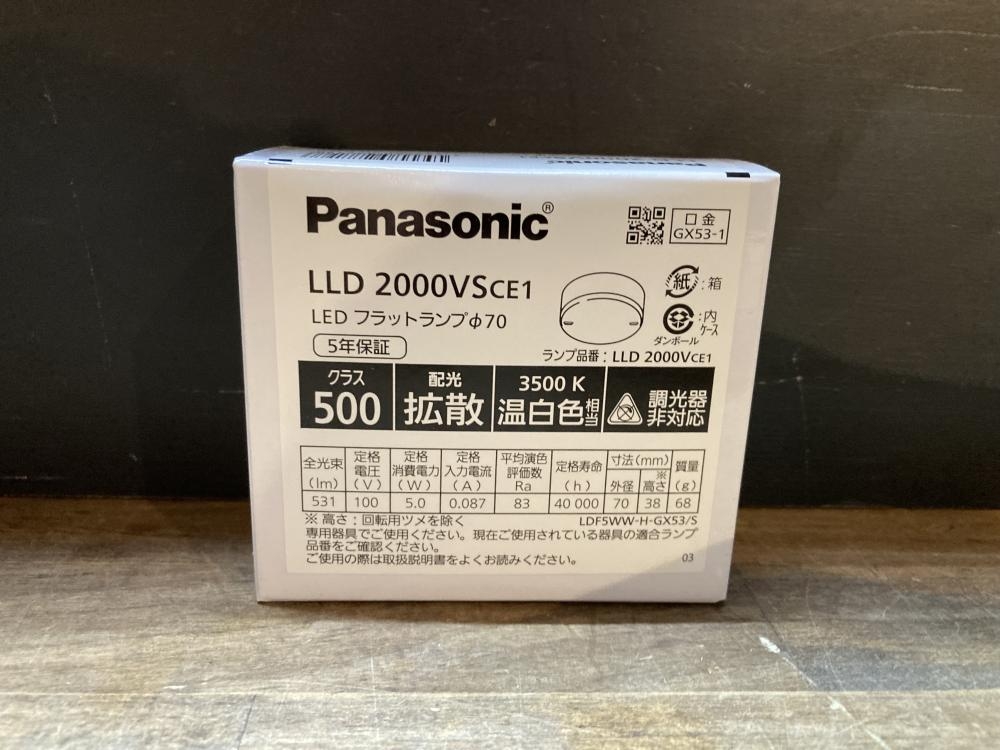 Panasonic®
口金
GX53-1
LLD 2000VSCE1
LED フラットランプφ70
5年保証
紙 :箱
:内ケース
ダンボール
ランプ品番 : LLD 2000VCE1
クラス
500
配光
拡散
3500 K
温白色相当
調光器
非対応
全光束
(lm)
定格
電圧
(V)
定格
消費電力
(W)
定格
入力電流
(A)
平均演色
評価数
Ra
定格寿命
(h)
寸法(mm)
外径
※
高さ
質量
(g)
531 100 5.0 0.087 83 40 000 70 38 68
※ 高さ : 回転用ツメを除く
LDF5WW-H-GX53/S
専用器具でご使用ください。現在ご使用されている器具の適合ランプ
品番をご確認ください。
ご使用の際は取扱説明書をよくお読みください。
03